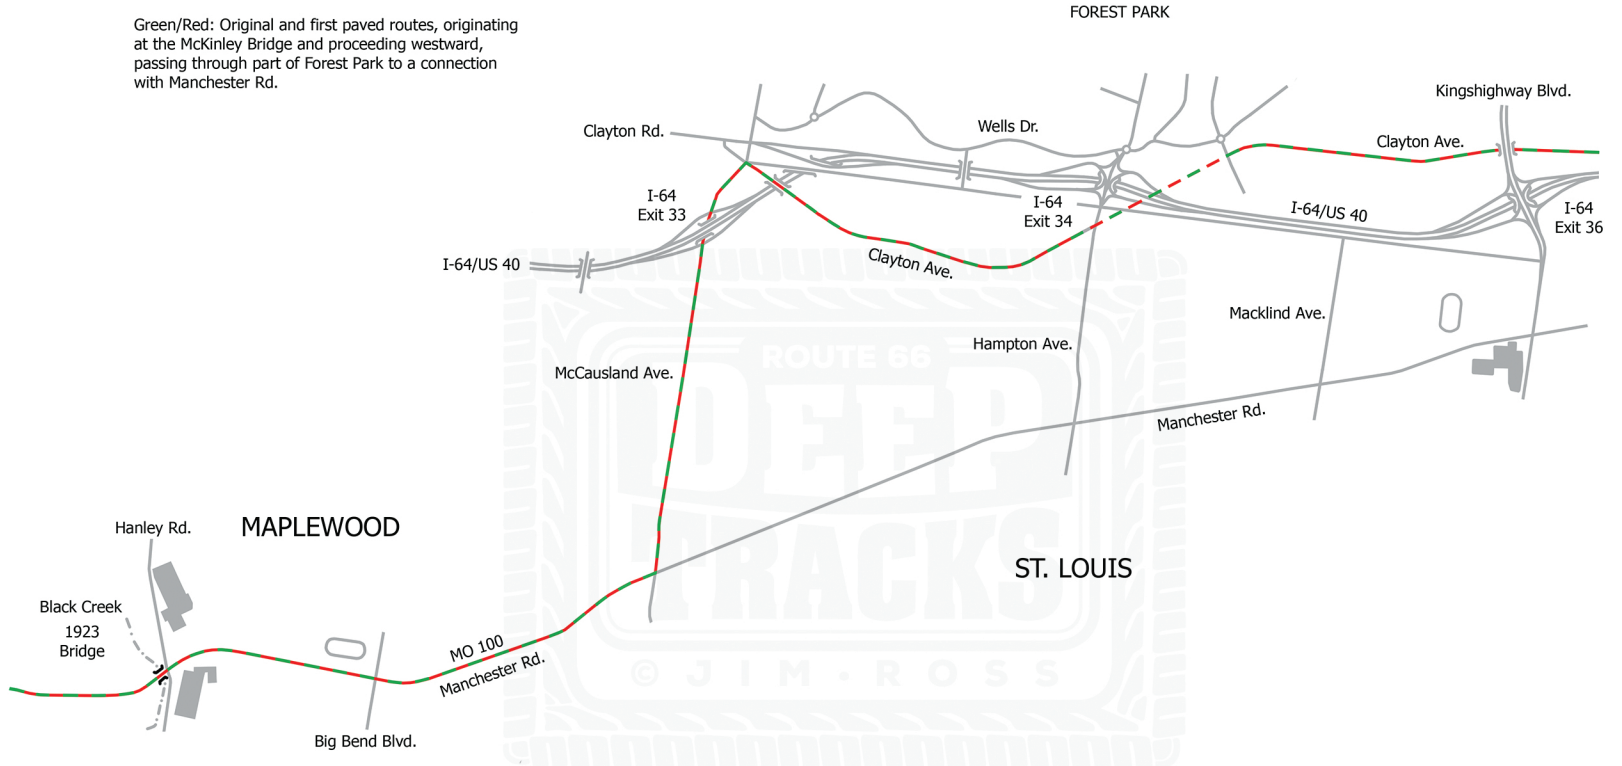 FOREST PARK
Green/Red: Original and first paved routes, originating
at the McKinley Bridge and proceeding westward,
passing through part of Forest Park to a connection
with Manchester Rd.
Kingshighway Blvd.
Clayton Rd.
Wells Dr.
Clayton Ave.
I-64
Exit 33
I-64
Exit 34
I-64/US 40
I-64
Exit 36
I-64/US 40
Clayton Ave.
Macklind Ave.
Hampton Ave.
ROUTE 66
McCausland Ave.
DEEP
Manchester Rd.
MAPLEWOOD
Hanley Rd.
TRACKS
ST. LOUIS
Black Creek
1923
Bridge
MO 100
Manchester Rd.
© JIM · ROSS
Big Bend Blvd.